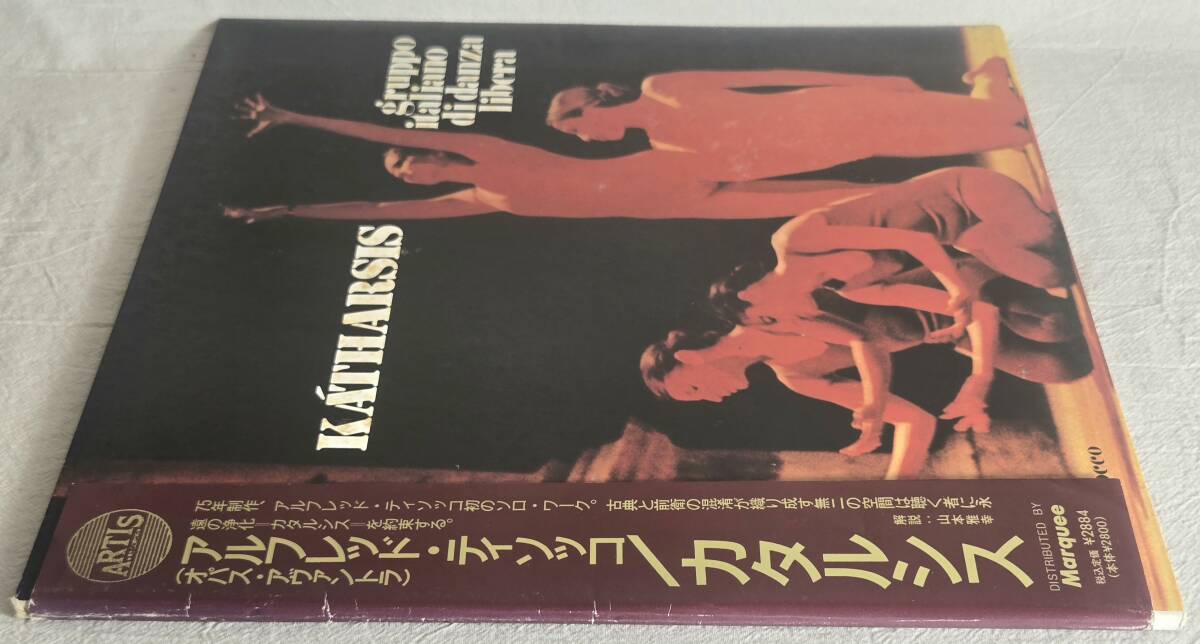 gruppo
italiano
di danza
libera
KÁTHARSIS
occo
ARTIS
75年制作、アルフレッド・ティソッコ初のソロ・ワーク。古典と前衛の混淆が織り成す無二の空間は聴く者に永
遠の浄化=カタルシス=を約束する。
解説:山本雅幸
アルフレッド・ティソッコ/カタルシス
(オパス・アヴァントラ)
DISTRIBUTED BY
Marquee
税込定価 ¥2884
(本体¥2800)